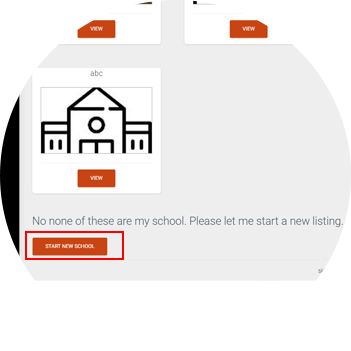 VIEW
VIEW
abc
VIEW
No none of these are my school. Please let me start a new listing.
START NEW SCHOOL